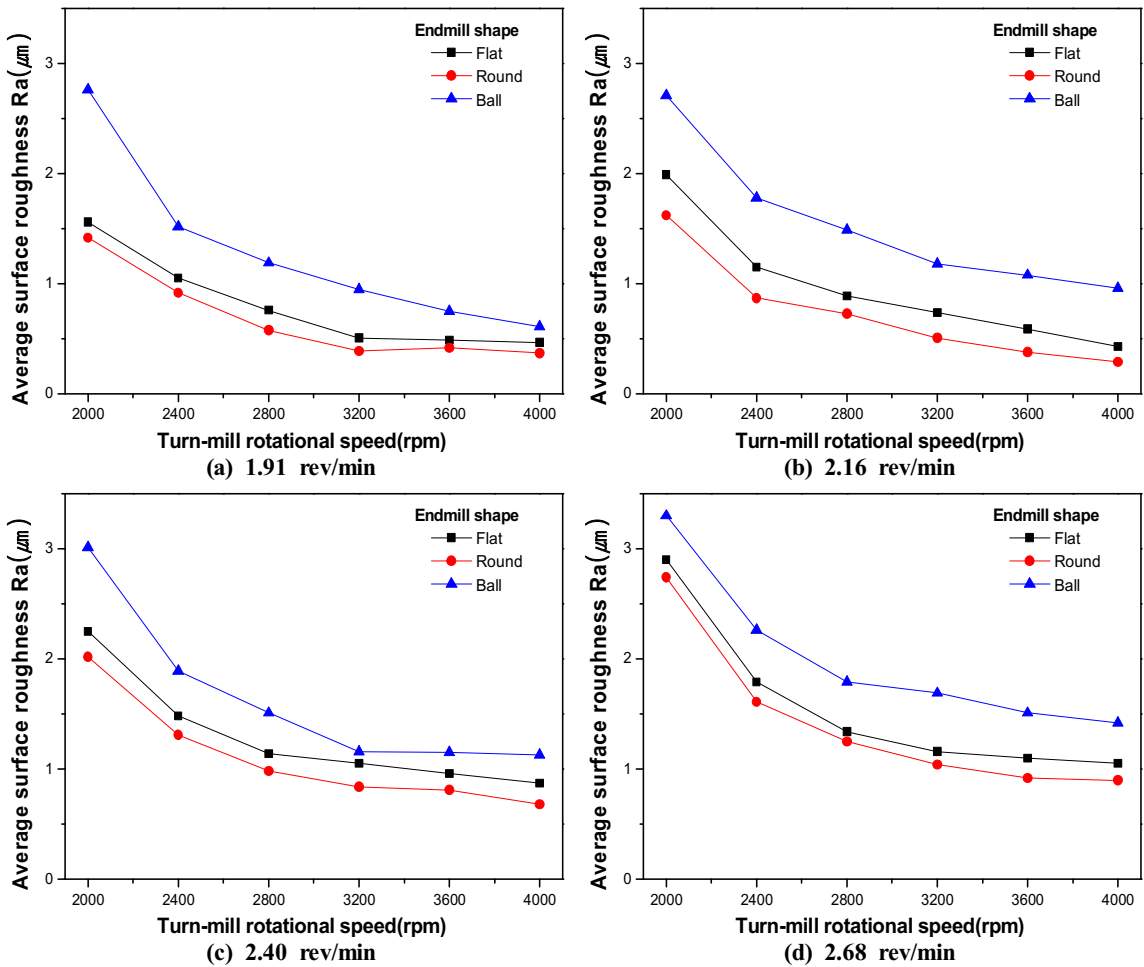 Average surface roughness Ra(㎛)
3
2
1
0
Endmill shape
Flat
Round
Ball
2000 2400 2800 3200 3600 4000
Turn-mill rotational speed(rpm)
(a) 1.91 rev/min
Average surface roughness Ra(㎛)
3
2
1
0
Endmill shape
Flat
Round
Ball
2000 2400 2800 3200 3600 4000
Turn-mill rotational speed(rpm)
(b) 2.16 rev/min
Average surface roughness Ra(㎛)
3
2
1
0
Endmill shape
Flat
Round
Ball
2000 2400 2800 3200 3600 4000
Turn-mill rotational speed(rpm)
(c) 2.40 rev/min
Average surface roughness Ra(㎛)
3
2
1
0
Endmill shape
Flat
Round
Ball
2000 2400 2800 3200 3600 4000
Turn-mill rotational speed(rpm)
(d) 2.68 rev/min